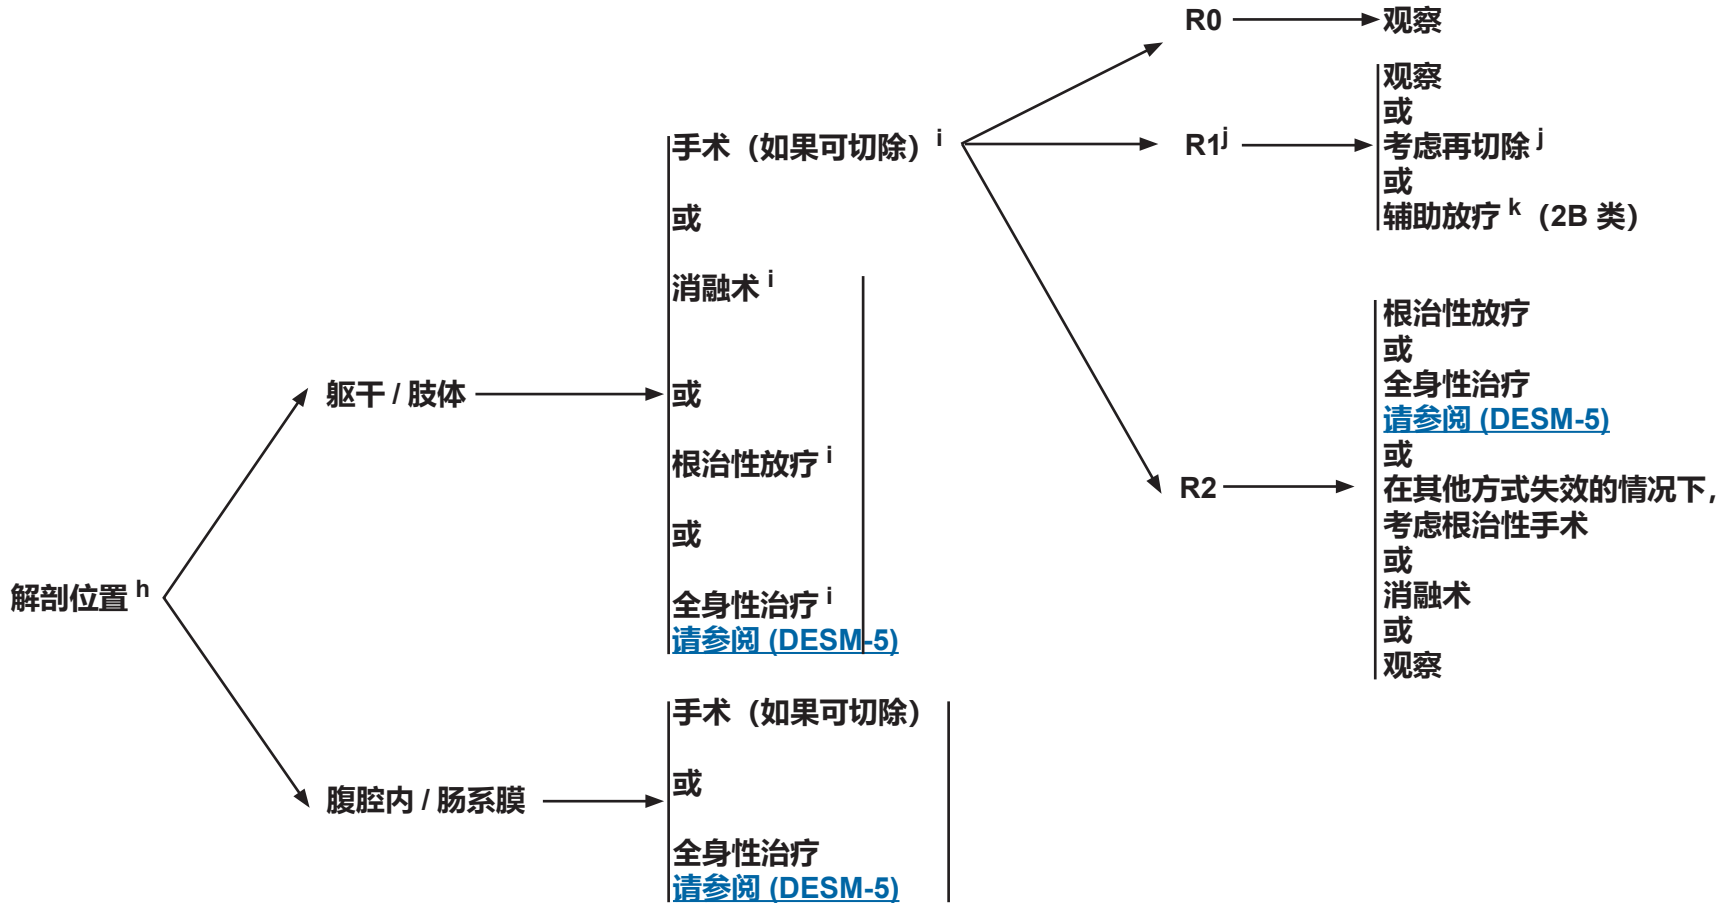 解剖位置 h
躯干 / 肢体
手术（如果可切除）i
或
消融术 i
或
根治性放疗 i
或
全身性治疗 i
请参阅 (DESM-5)
R0
观察
R1j
观察
或
考虑再切除 j
或
辅助放疗 k（2B 类）
R2
根治性放疗
或
全身性治疗
请参阅 (DESM-5)
或
在其他方式失效的情况下，
考虑根治性手术
或
消融术
或
观察
腹腔内 / 肠系膜
手术（如果可切除）
或
全身性治疗
请参阅 (DESM-5)